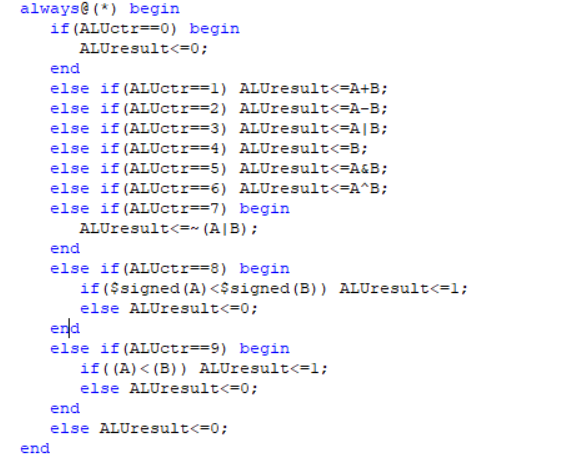 always@(*) begin
if(ALUctr==0) begin
ALUresult<=0;
end
else if(ALUctr==1) ALUresult<=A+B;
else if(ALUctr==2) ALUresult<=A-B;
else if(ALUctr==3) ALUresult<=A|B;
else if(ALUctr==4) ALUresult<=B;
else if(ALUctr==5) ALUresult<=A&B;
else if(ALUctr==6) ALUresult<=A^B;
else if(ALUctr==7) begin
ALUresult<=~(A|B);
end
else if(ALUctr==8) begin
if($signed(A)<$signed(B)) ALUresult<=1;
else ALUresult<=0;
end
else if(ALUctr==9) begin
if((A)<(B)) ALUresult<=1;
else ALUresult<=0;
end
else ALUresult<=0;
end